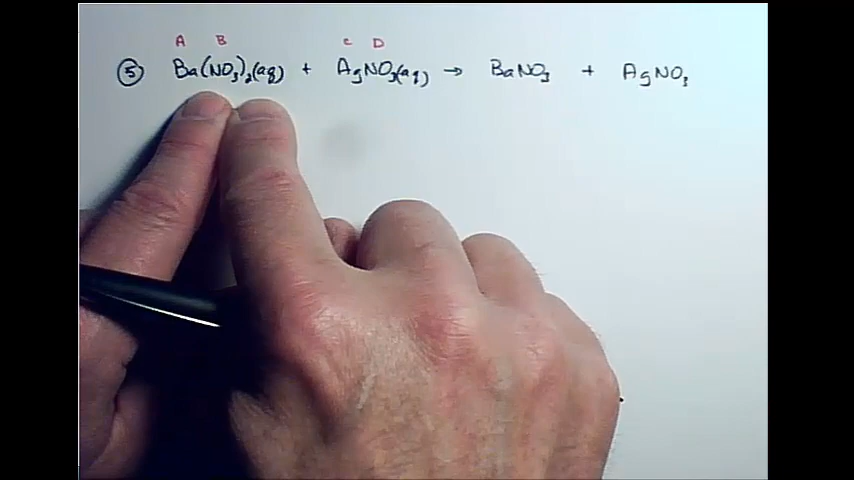 A B C D
5 Ba(NO3)2(aq) + AgNO3(aq) → BaNO3 + AgNO3